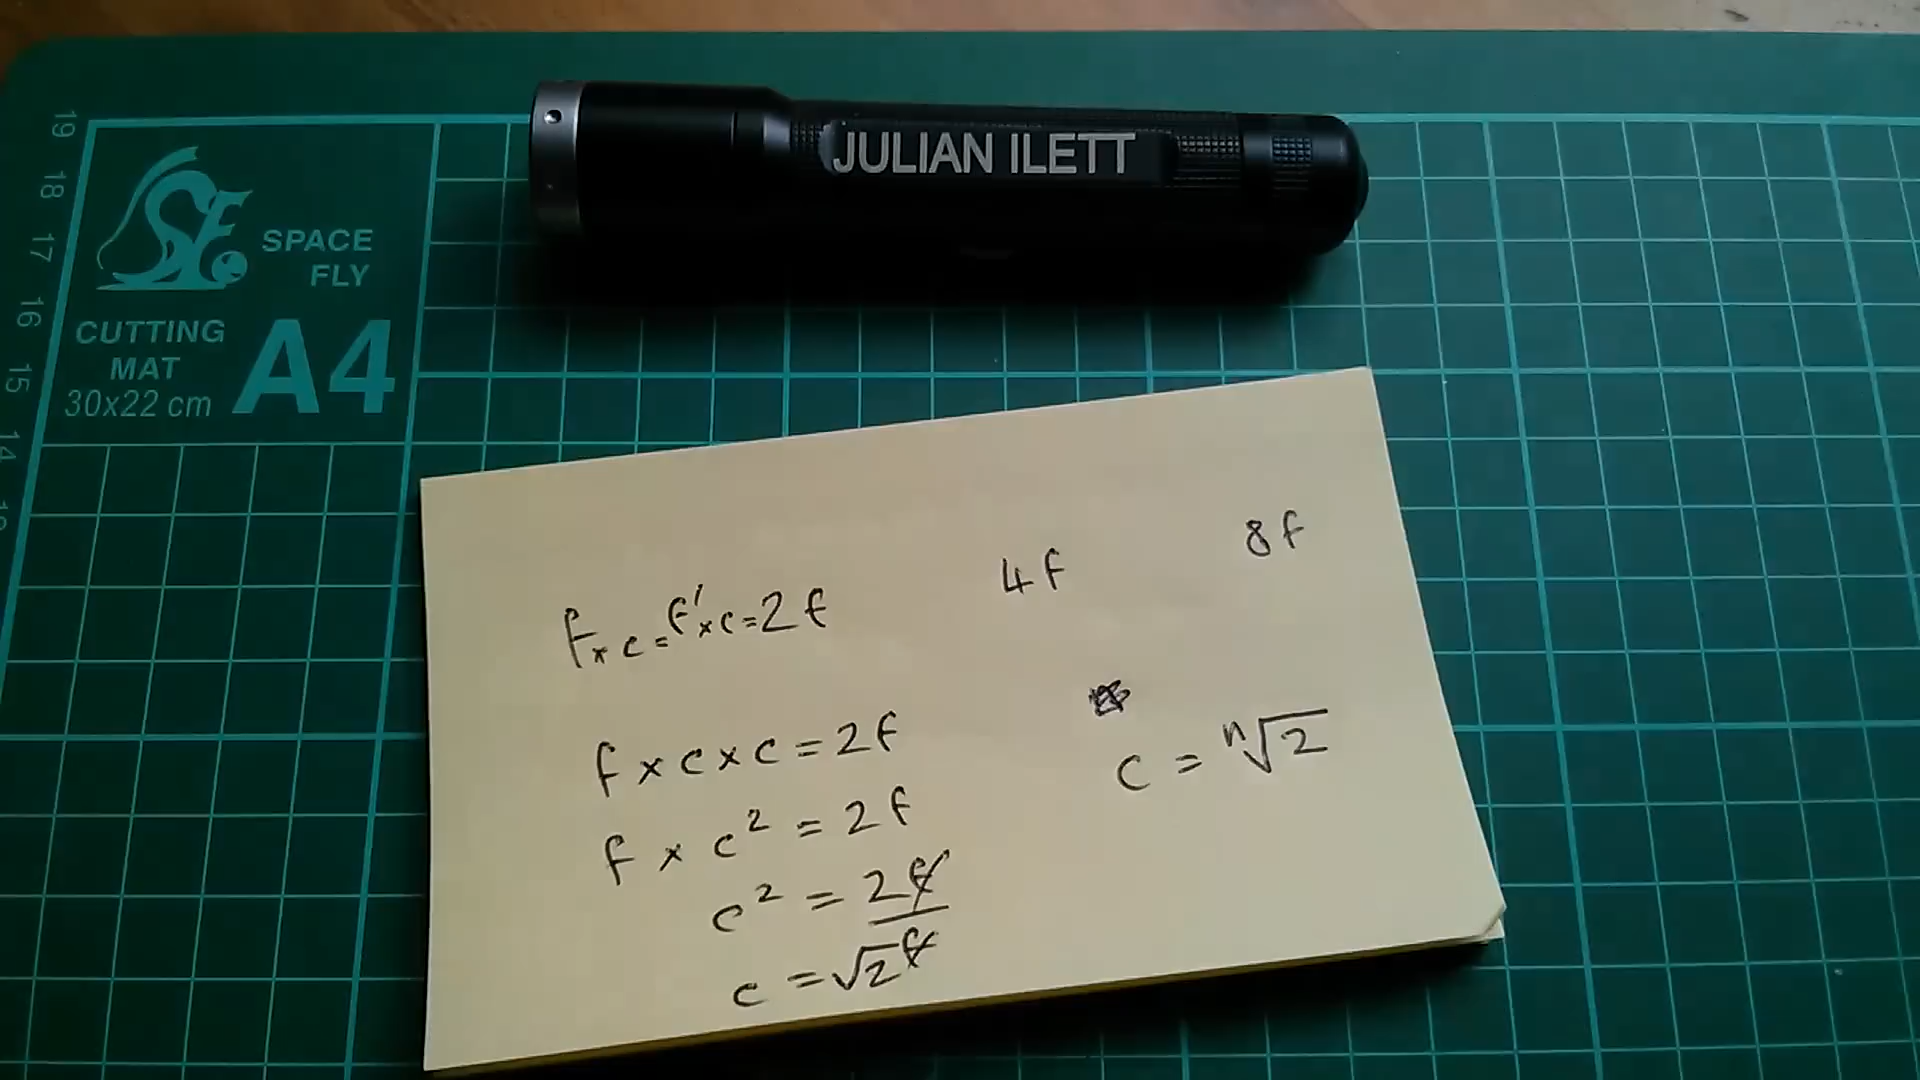 JULIAN ILETT
SPACE
FLY
CUTTING
MAT
30x22 cm
A4
19
18
17
16
15
14
f × c = f' × c = 2f
4f
8f
f × c × c = 2f
f × c² = 2f
c² = 2f / f
c = √2
c = ⁿ√2